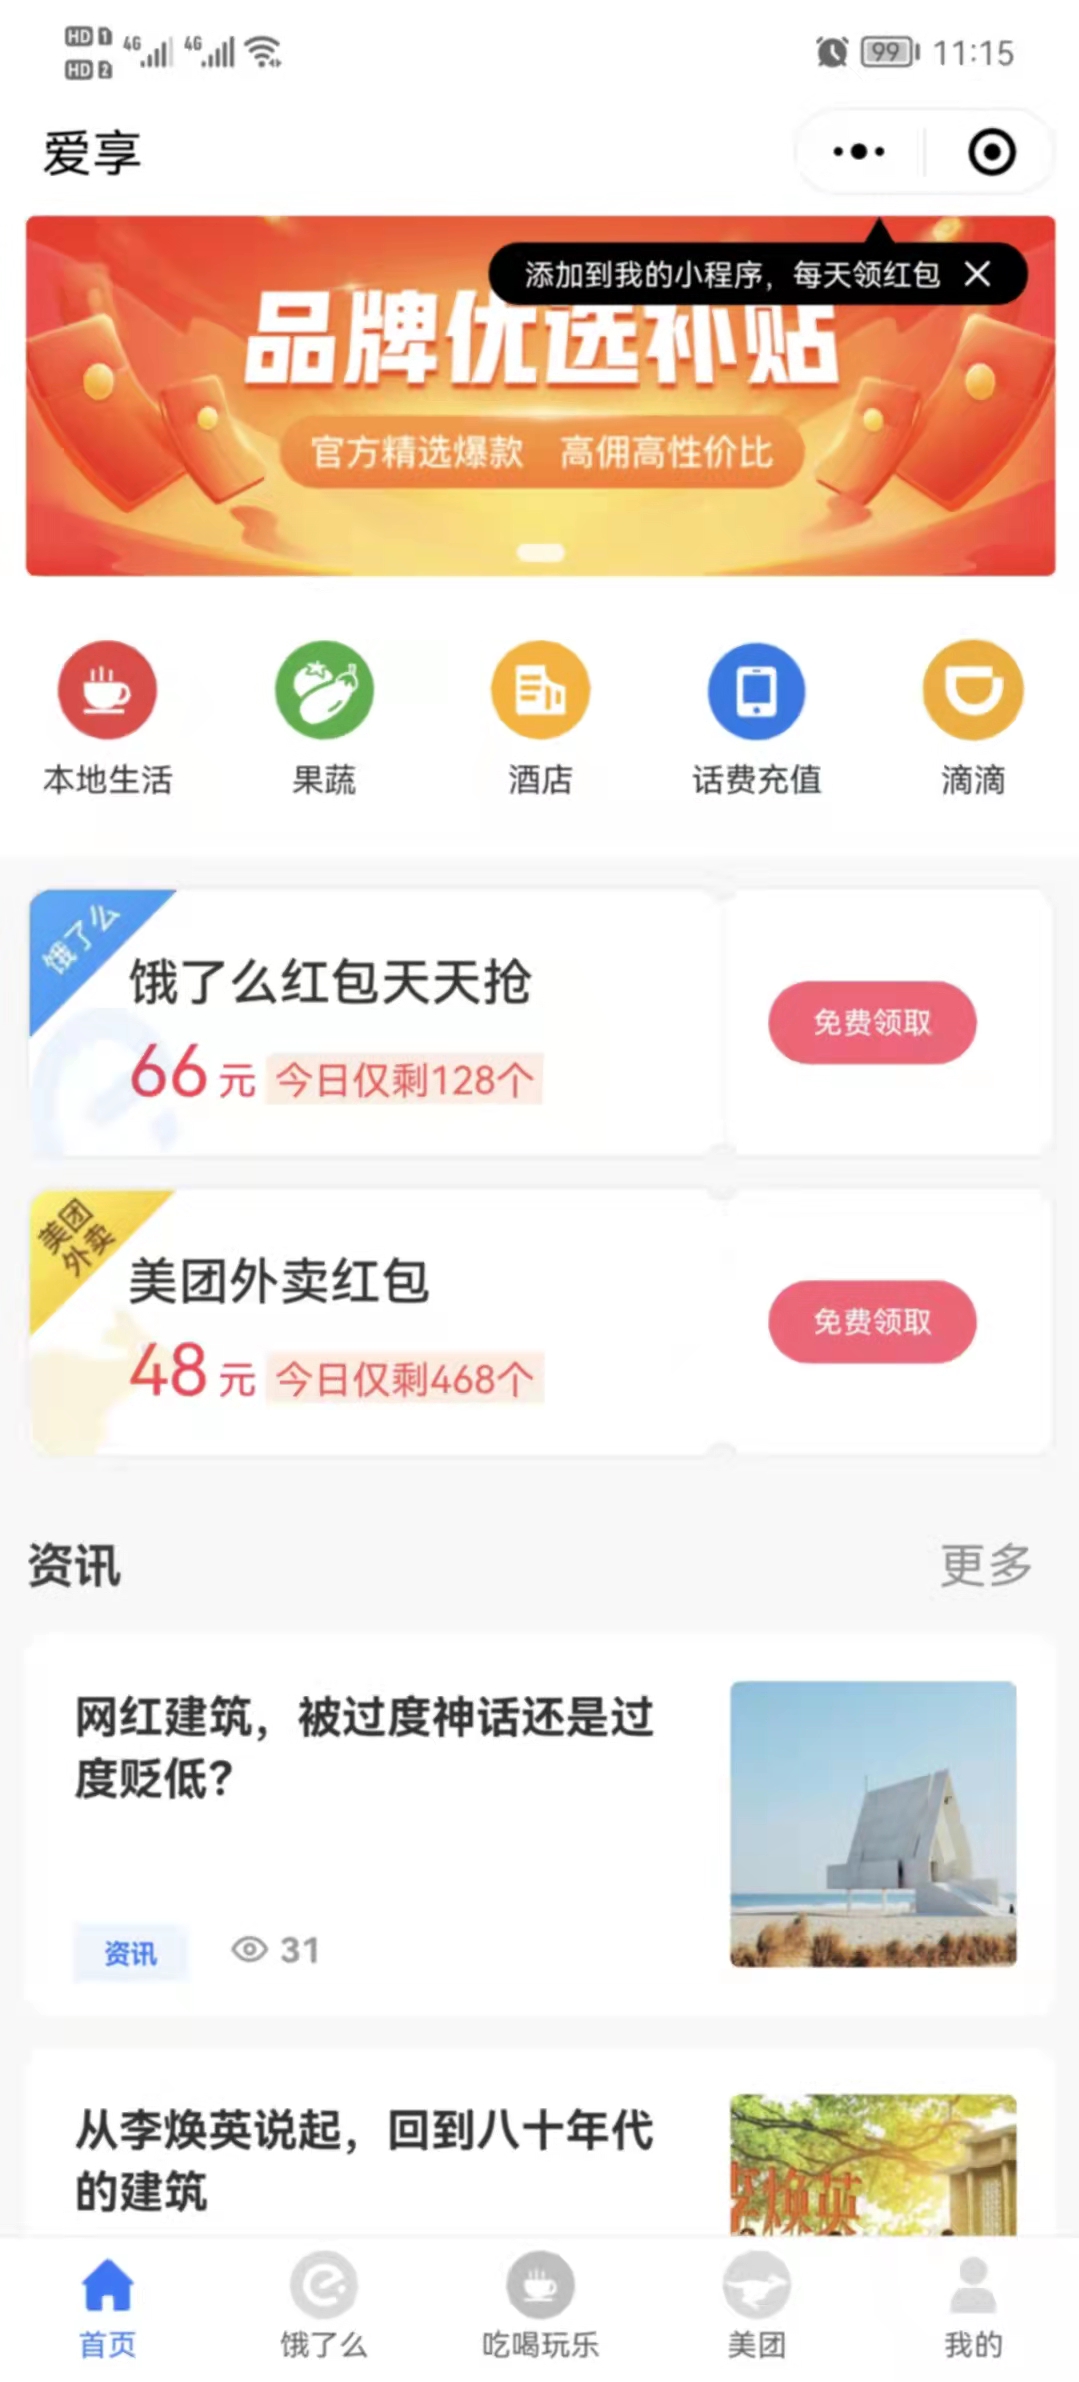 HD 1 4G 4G
HD 2
99 11:15
爱享
添加到我的小程序，每天领红包
品牌优选补贴
官方精选爆款 高佣高性价比
本地生活 果蔬 酒店 话费充值 滴滴
饿了么
饿了么红包天天抢
66元 今日仅剩128个
免费领取
美团
外卖
美团外卖红包
48元 今日仅剩468个
免费领取
资讯 更多
网红建筑，被过度神话还是过
度贬低？
资讯 31
从李焕英说起，回到八十年代
的建筑
李焕英
首页 饿了么 吃喝玩乐 美团 我的